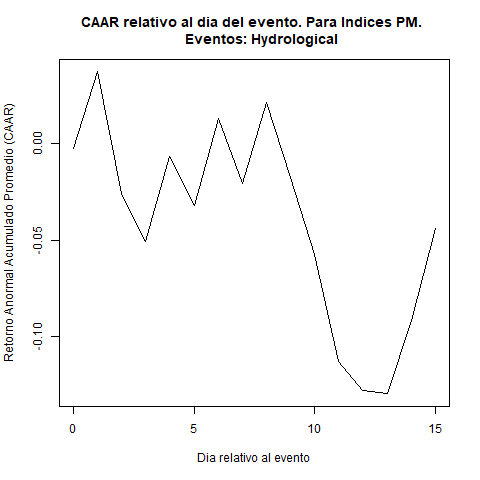 CAAR relativo al dia del evento. Para Indices PM.
Eventos: Hydrological
Retorno Anormal Acumulado Promedio (CAAR)
0.00
-0.05
-0.10
0 5 10 15
Dia relativo al evento